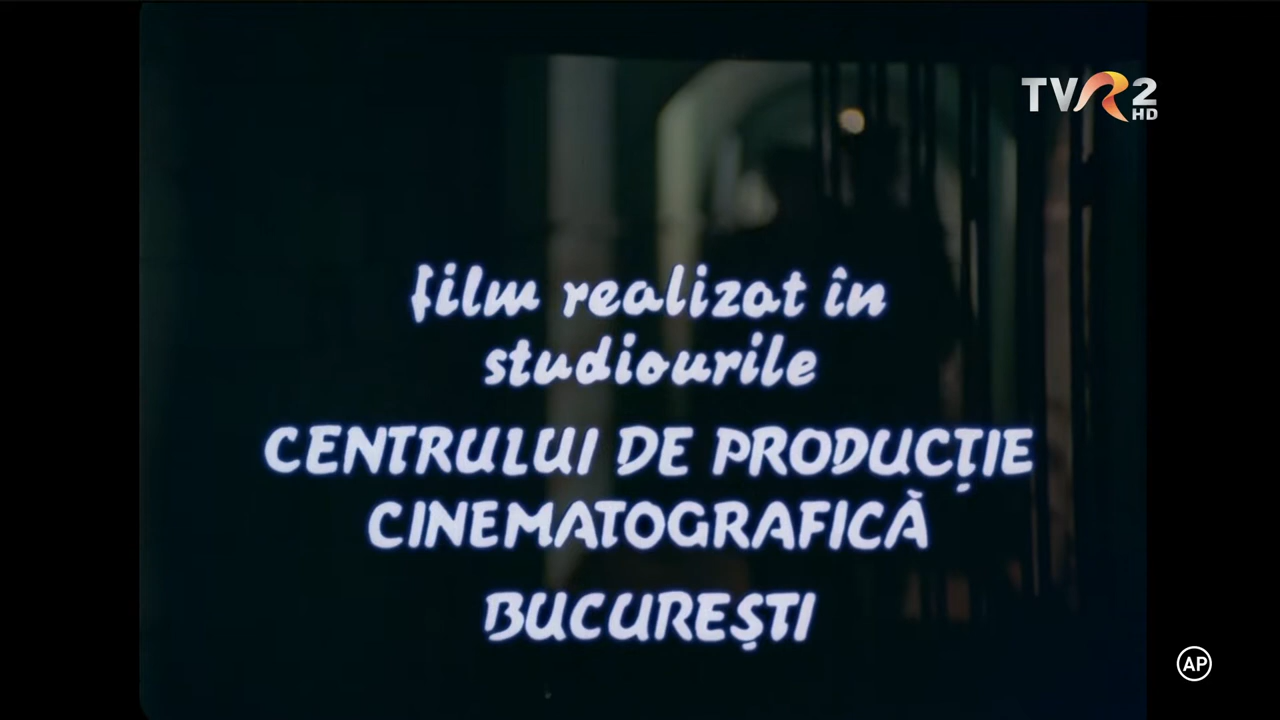 TVR2
HD
film realizat în
studiourile
CENTRULUI DE PRODUCȚIE
CINEMATOGRAFICĂ
BUCUREȘTI
AP